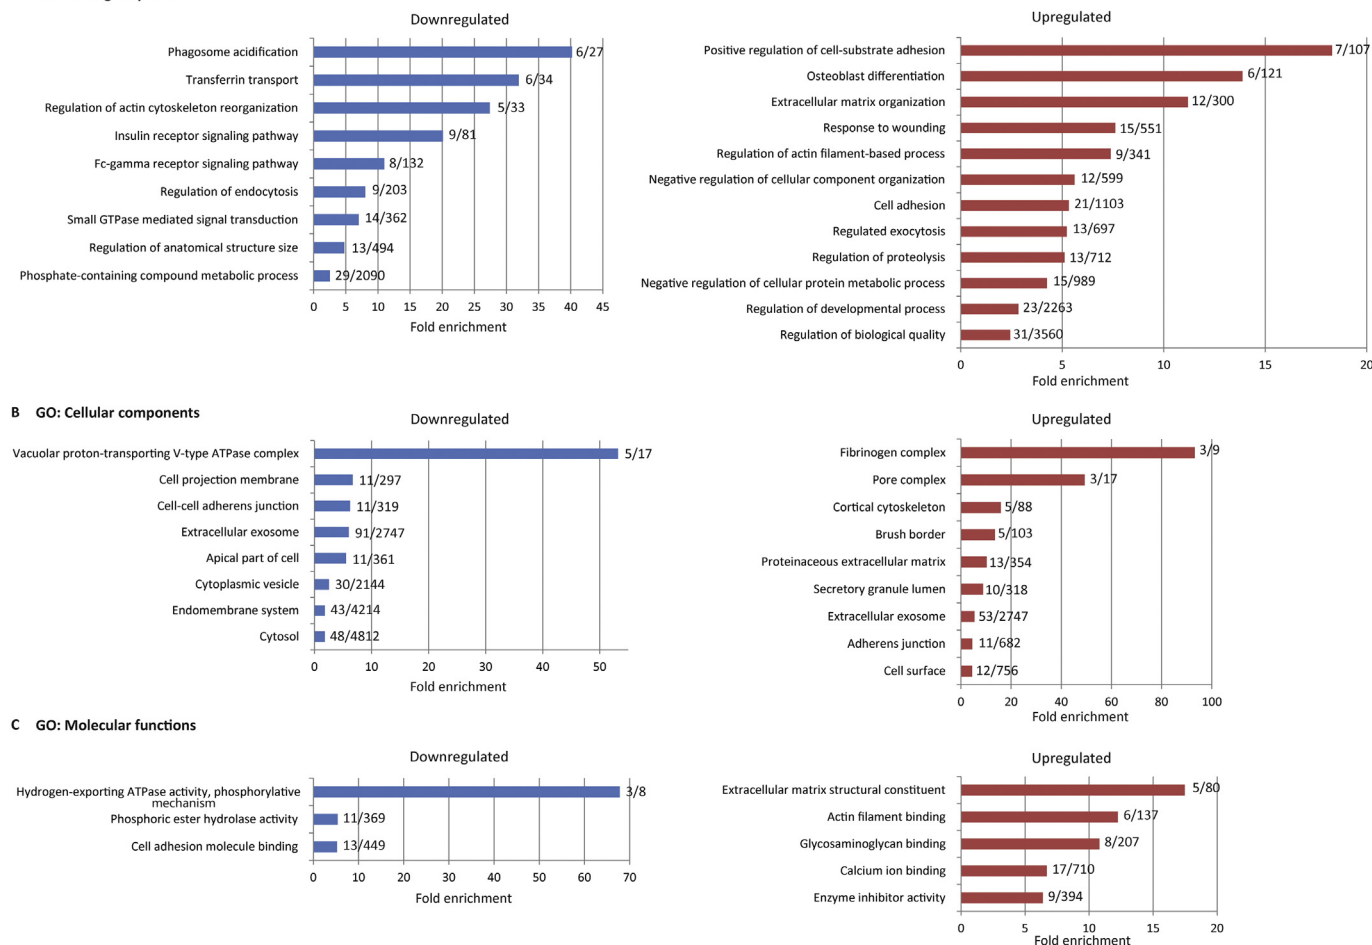 Downregulated
Phagosome acidification 6/27
Transferrin transport 6/34
Regulation of actin cytoskeleton reorganization 5/33
Insulin receptor signaling pathway 9/81
Fc-gamma receptor signaling pathway 8/132
Regulation of endocytosis 9/203
Small GTPase mediated signal transduction 14/362
Regulation of anatomical structure size 13/494
Phosphate-containing compound metabolic process 29/2090
0 5 10 15 20 25 30 35 40 45
Fold enrichment
Upregulated
Positive regulation of cell-substrate adhesion 7/107
Osteoblast differentiation 6/121
Extracellular matrix organization 12/300
Response to wounding 15/551
Regulation of actin filament-based process 9/341
Negative regulation of cellular component organization 12/599
Cell adhesion 21/1103
Regulated exocytosis 13/697
Regulation of proteolysis 13/712
Negative regulation of cellular protein metabolic process 15/989
Regulation of developmental process 23/2263
Regulation of biological quality 31/3560
0 5 10 15 20
Fold enrichment
B GO: Cellular components
Downregulated
Vacuolar proton-transporting V-type ATPase complex 5/17
Cell projection membrane 11/297
Cell-cell adherens junction 11/319
Extracellular exosome 91/2747
Apical part of cell 11/361
Cytoplasmic vesicle 30/2144
Endomembrane system 43/4214
Cytosol 48/4812
0 10 20 30 40 50
Fold enrichment
Upregulated
Fibrinogen complex 3/9
Pore complex 3/17
Cortical cytoskeleton 5/88
Brush border 5/103
Proteinaceous extracellular matrix 13/354
Secretory granule lumen 10/318
Extracellular exosome 53/2747
Adherens junction 11/682
Cell surface 12/756
0 20 40 60 80 100
Fold enrichment
C GO: Molecular functions
Downregulated
Hydrogen-exporting ATPase activity, phosphorylative 3/8
mechanism
Phosphoric ester hydrolase activity 11/369
Cell adhesion molecule binding 13/449
0 10 20 30 40 50 60 70
Fold enrichment
Upregulated
Extracellular matrix structural constituent 5/80
Actin filament binding 6/137
Glycosaminoglycan binding 8/207
Calcium ion binding 17/710
Enzyme inhibitor activity 9/394
0 5 10 15 20
Fold enrichment